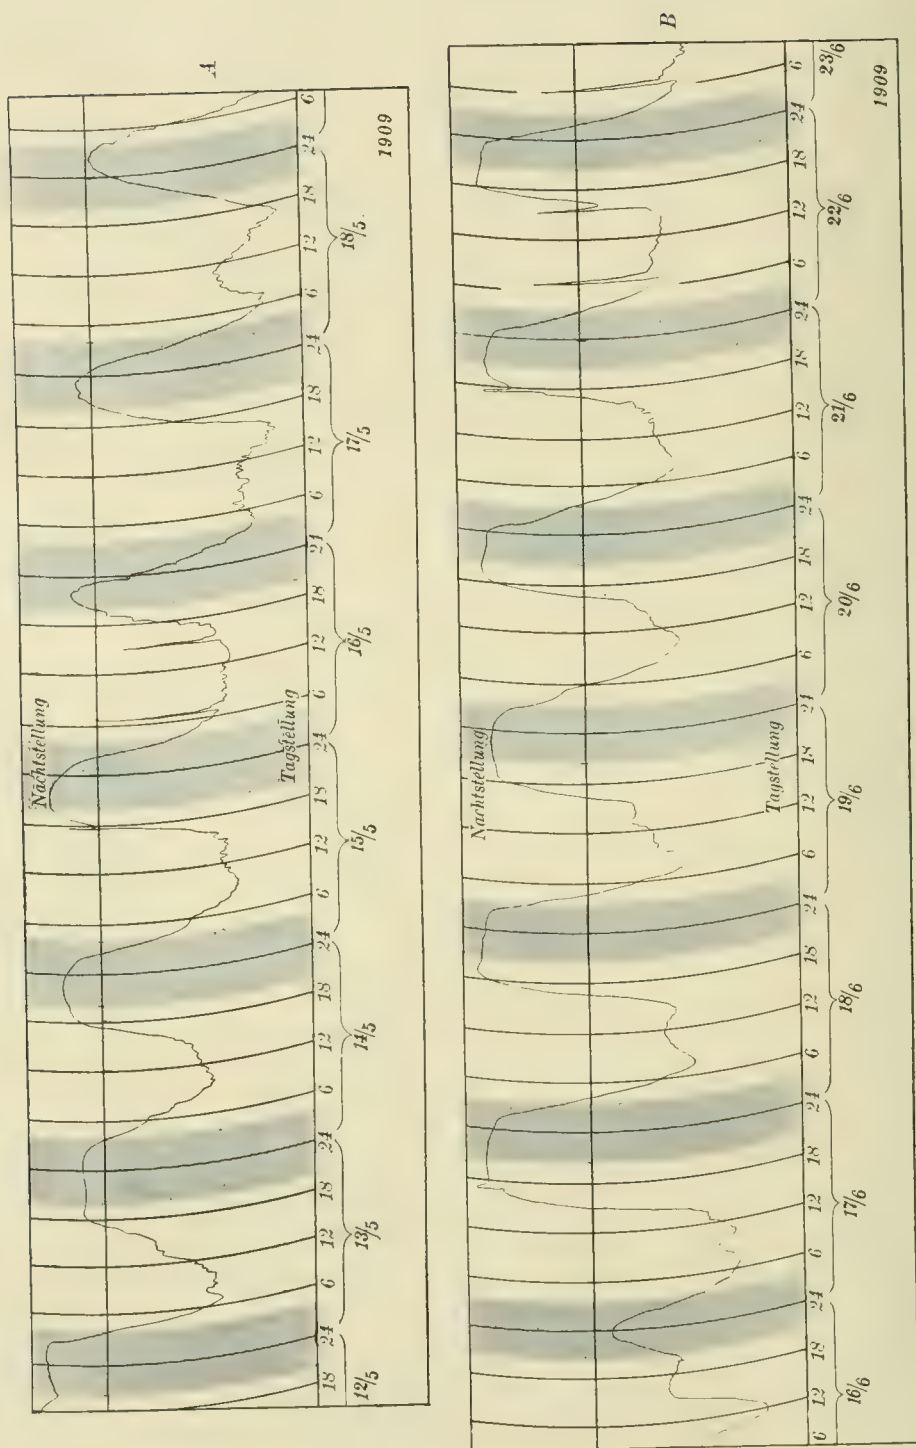 A
Nachtstellung
Tagstellung
18 24 6 12 18 24 6 12 18 24 6 12 18 24 6 12 18 24 6 12 18 24 6 12 18 24 6
12/5 13/5 14/5 15/5 16/5 17/5 18/5
1909
B
Nachtstellung
Tagstellung
6 12 18 24 6 12 18 24 6 12 18 24 6 12 18 24 6 12 18 24 6 12 18 24 6 12 18 24 6
16/6 17/6 18/6 19/6 20/6 21/6 22/6 23/6
1909